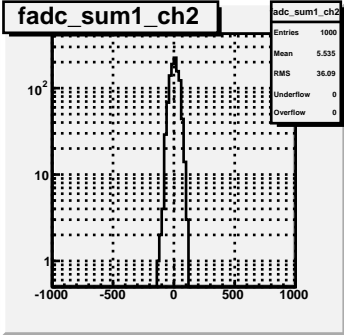 fadc_sum1_ch2
fadc_sum1_ch2
Entries 1000
Mean 5.535
RMS 36.09
Underflow 0
Overflow 0
10²
10
1
-1000 -500 0 500 1000